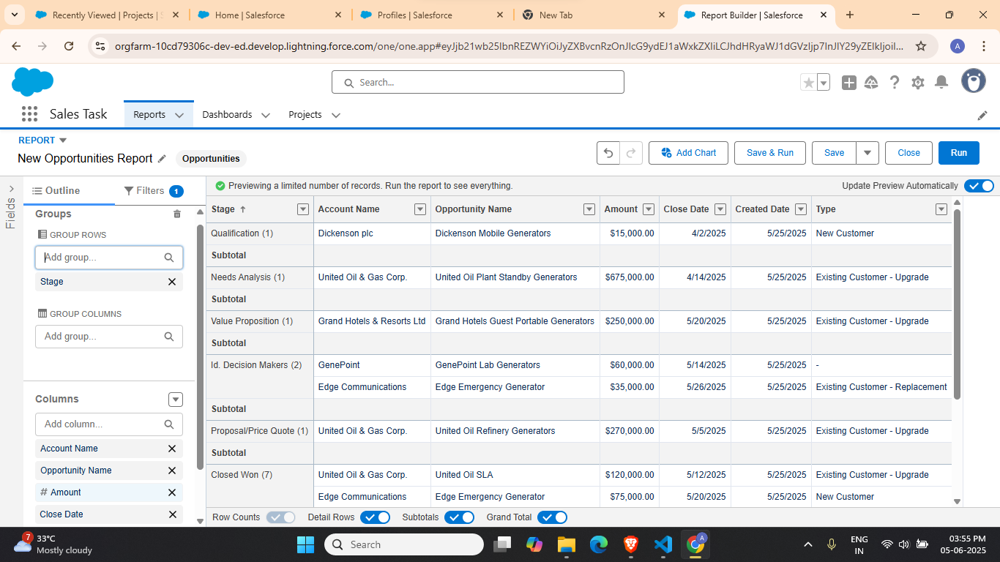 Recently Viewed | Projects | S
Home | Salesforce
Profiles | Salesforce
New Tab
Report Builder | Salesforce
orgfarm-10cd79306c-dev-ed.develop.lightning.force.com/one/one.app#
A
Search...
Sales Task
Reports
Dashboards
Projects
REPORT
New Opportunities Report
Opportunities
Add Chart
Save & Run
Save
Close
Run
Fields
Outline
Filters 1
Previewing a limited number of records. Run the report to see everything.
Update Preview Automatically
Groups
GROUP ROWS
Add group...
Stage
GROUP COLUMNS
Add group...
Columns
Add column...
Account Name
Opportunity Name
# Amount
Close Date
Stage ↑ Account Name Opportunity Name Amount Close Date Created Date Type
Qualification (1) Dickenson plc Dickenson Mobile Generators $15,000.00 4/2/2025 5/25/2025 New Customer
Subtotal
Needs Analysis (1) United Oil & Gas Corp. United Oil Plant Standby Generators $675,000.00 4/14/2025 5/25/2025 Existing Customer - Upgrade
Subtotal
Value Proposition (1) Grand Hotels & Resorts Ltd Grand Hotels Guest Portable Generators $250,000.00 5/20/2025 5/25/2025 Existing Customer - Upgrade
Subtotal
Id. Decision Makers (2) GenePoint GenePoint Lab Generators $60,000.00 5/14/2025 5/25/2025 -
Edge Communications Edge Emergency Generator $35,000.00 5/26/2025 5/25/2025 Existing Customer - Replacement
Subtotal
Proposal/Price Quote (1) United Oil & Gas Corp. United Oil Refinery Generators $270,000.00 5/5/2025 5/25/2025 Existing Customer - Upgrade
Subtotal
Closed Won (7) United Oil & Gas Corp. United Oil SLA $120,000.00 5/12/2025 5/25/2025 Existing Customer - Upgrade
Edge Communications Edge Emergency Generator $75,000.00 5/20/2025 5/25/2025 New Customer
Row Counts Detail Rows Subtotals Grand Total
7
33°C
Mostly cloudy
Search
A
ENG
IN
03:55 PM
05-06-2025